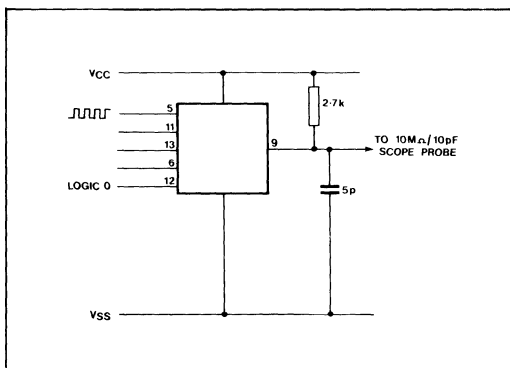 VCC
5
2·7k
11
13
9
TO 10MΩ/10pF
SCOPE PROBE
6
LOGIC 0
12
5p
VSS